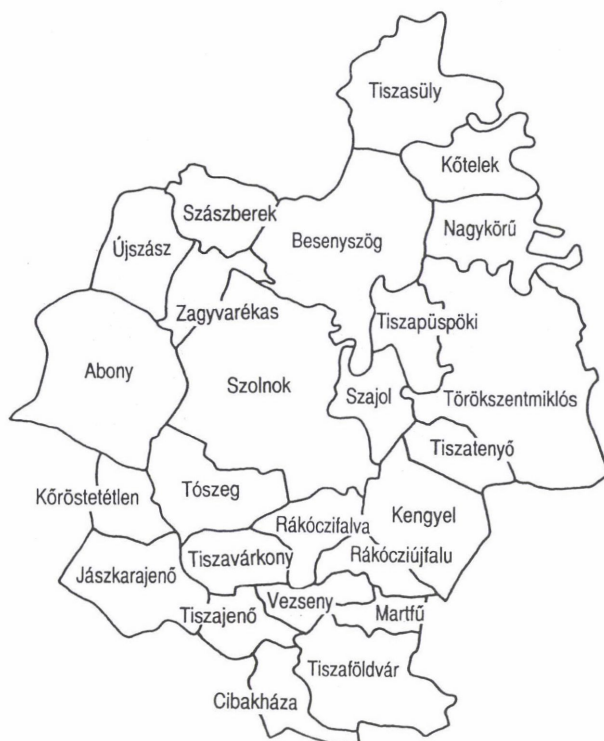 Tiszasüly
Kőtelek
Szászberek
Nagykörű
Besenyszög
Újszász
Zagyvarékas
Tiszapüspöki
Abony
Szolnok
Szajol
Törökszentmiklós
Tiszatenyő
Kőröstetétlen
Tószeg
Rákóczifalva
Kengyel
Tiszavárkony
Rákócziújfalu
Jászkarajenő
Vezseny
Tiszajenő
Martfű
Tiszaföldvár
Cibakháza